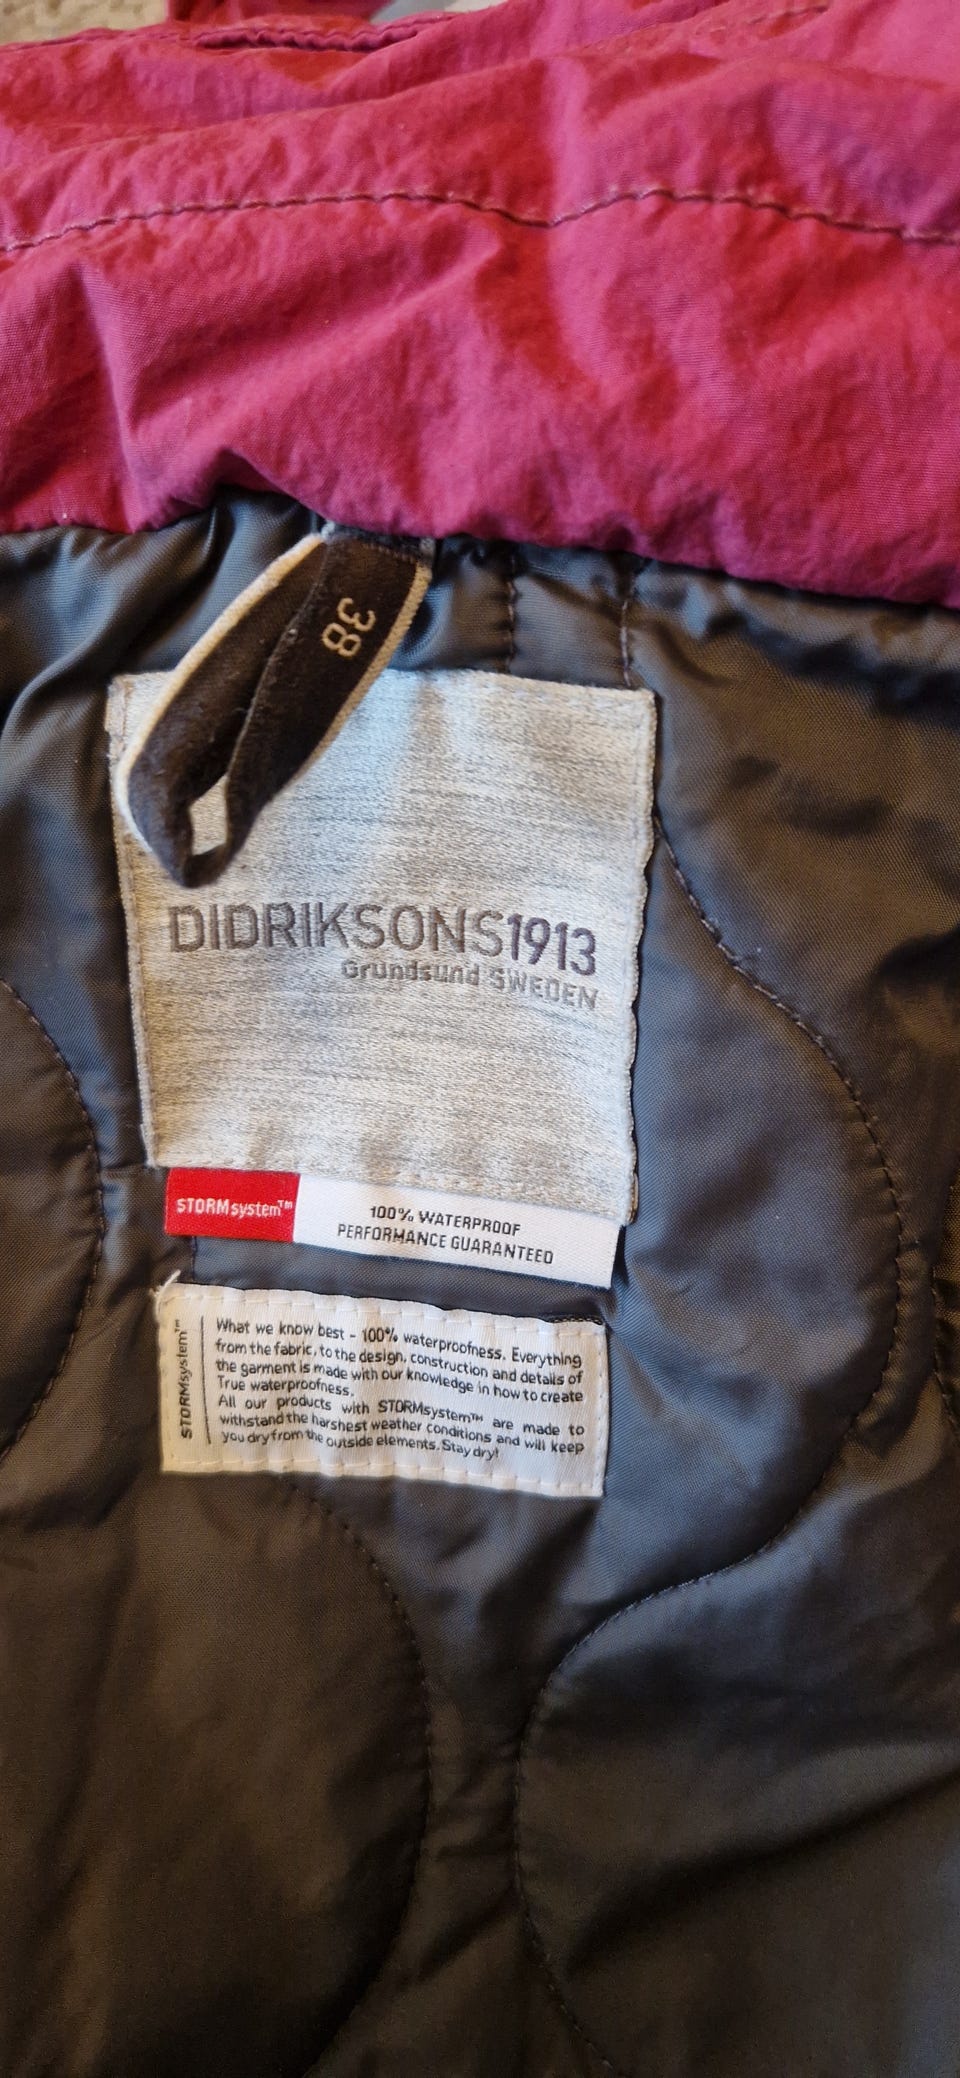 38
DIDRIKSONS1913
Grundsund SWEDEN
STORMsystem™
100% WATERPROOF
PERFORMANCE GUARANTEED
STORMsystem™
What we know best - 100% waterproofness. Everything
from the fabric, to the design, construction and details of
the garment is made with our knowledge in how to create
True waterproofness.
All our products with STORMsystem™ are made to
withstand the harshest weather conditions and will keep
you dry from the outside elements. Stay dry!